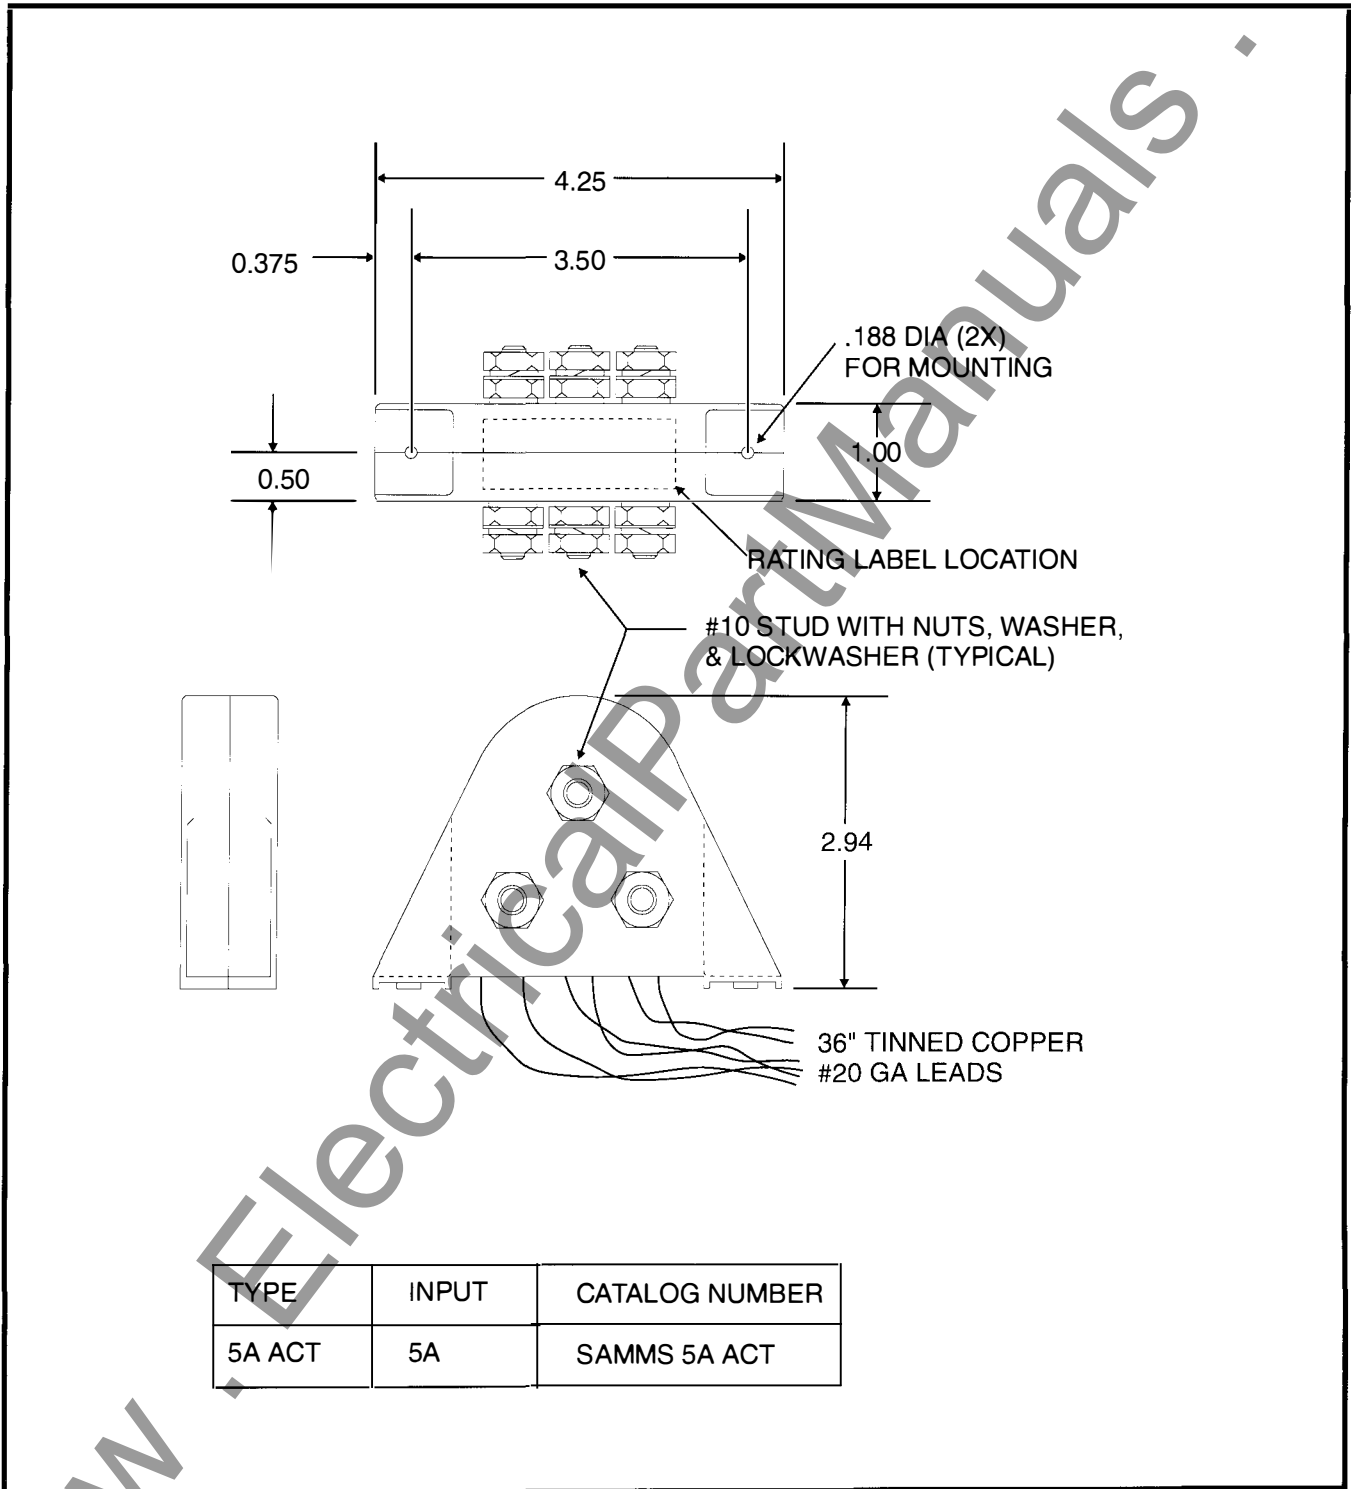 4.25
0.375
3.50
.188 DIA (2X)
FOR MOUNTING
1.00
0.50
RATING LABEL LOCATION
#10 STUD WITH NUTS, WASHER,
& LOCKWASHER (TYPICAL)
2.94
36" TINNED COPPER
#20 GA LEADS
TYPE INPUT CATALOG NUMBER
5A ACT 5A SAMMS 5A ACT
w . ElectricalPartManuals .